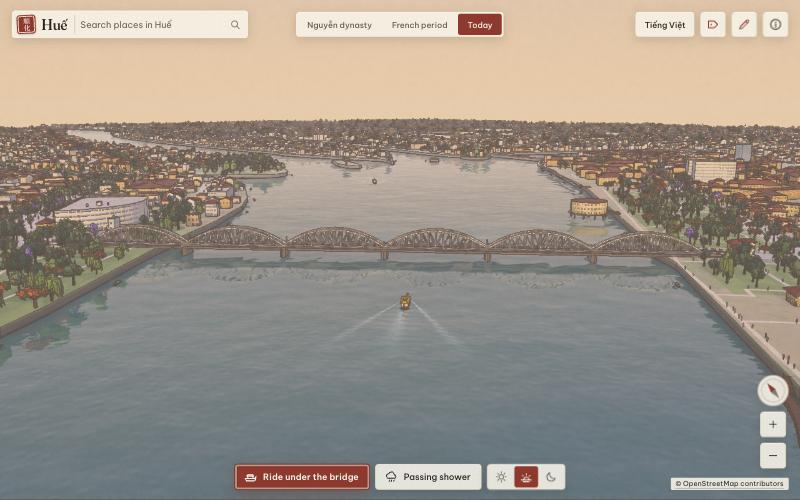 Huế
Search places in Huế
Nguyễn dynasty
French period
Today
Tiếng Việt
Ride under the bridge
Passing shower
© OpenStreetMap contributors